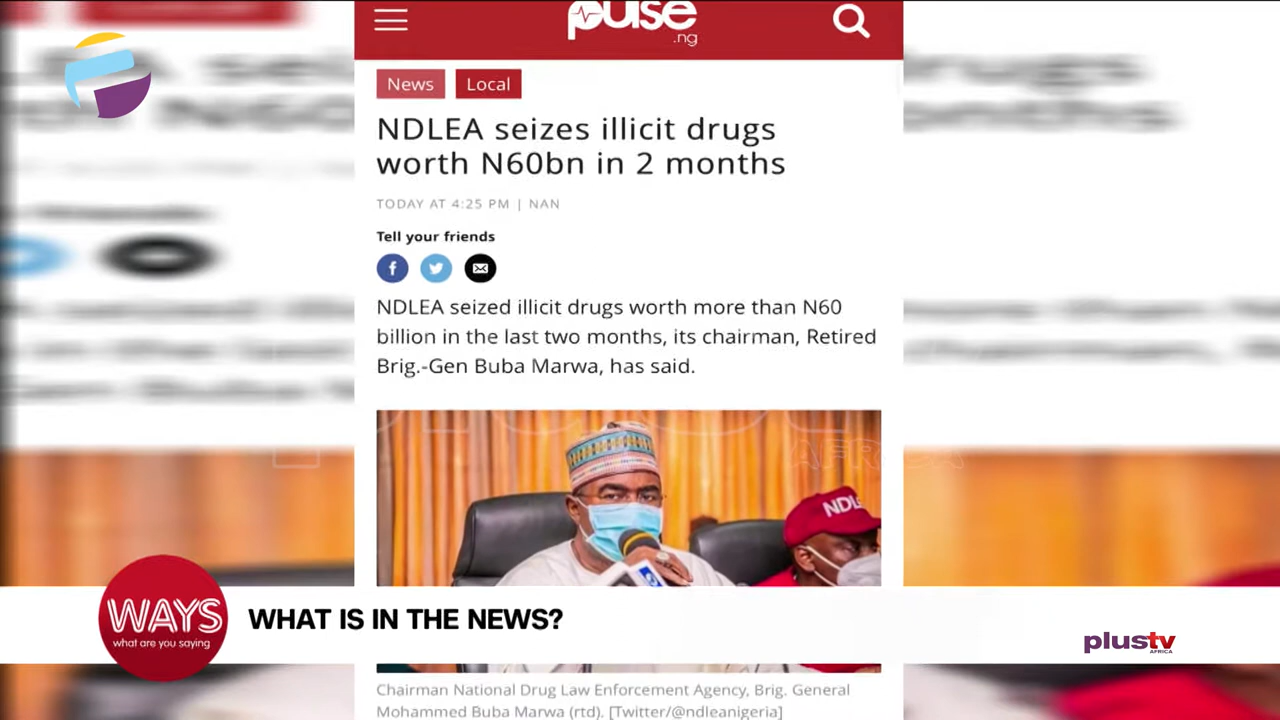 pulse
.ng
News Local
NDLEA seizes illicit drugs
worth N60bn in 2 months
TODAY AT 4:25 PM | NAN
Tell your friends
NDLEA seized illicit drugs worth more than N60
billion in the last two months, its chairman, Retired
Brig.-Gen Buba Marwa, has said.
AFRICA
NDL
WAYS
what are you saying
WHAT IS IN THE NEWS?
plustv
AFRICA
Chairman National Drug Law Enforcement Agency, Brig. General
Mohammed Buba Marwa (rtd). [Twitter/@ndleanigeria]